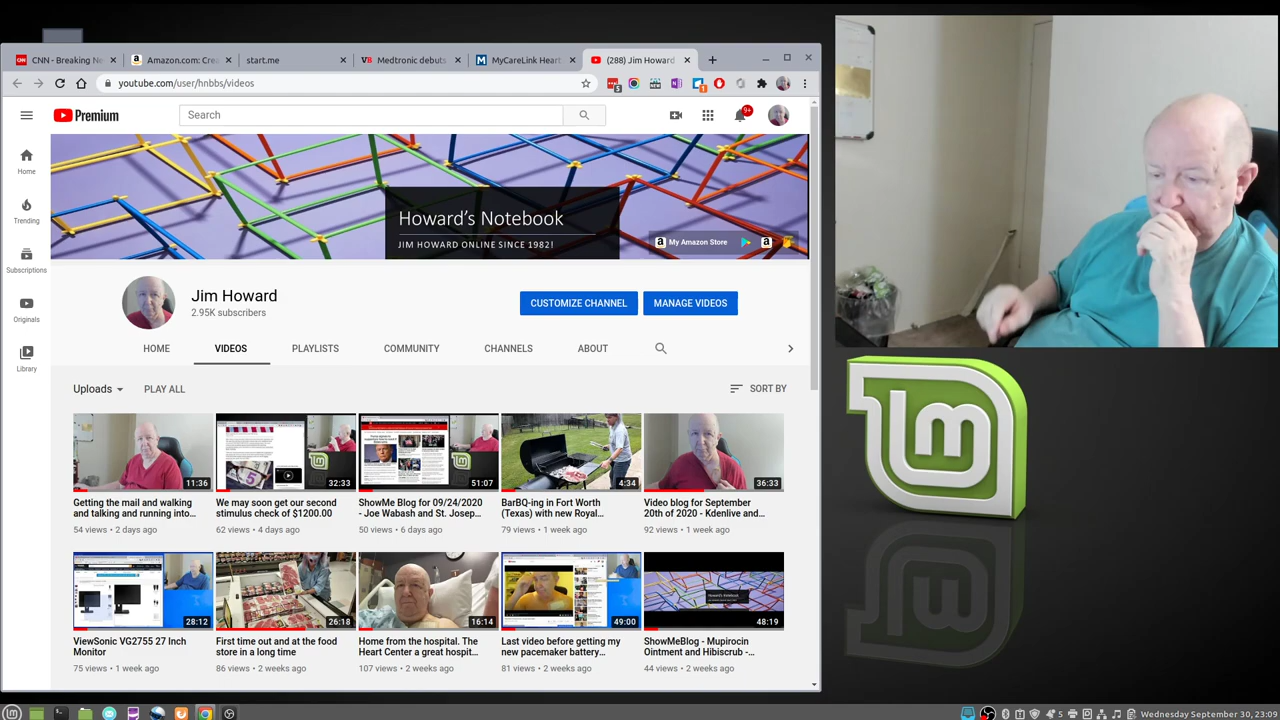 CNN - Breaking Ne
Amazon.com: Crea
start.me
VB Medtronic debuts
M MyCareLink Heart
(288) Jim Howard
youtube.com/user/hnbbs/videos
Premium
Search
9+
Home
Trending
Subscriptions
Originals
Library
Howard's Notebook
JIM HOWARD ONLINE SINCE 1982!
My Amazon Store
Jim Howard
2.95K subscribers
CUSTOMIZE CHANNEL
MANAGE VIDEOS
HOME VIDEOS PLAYLISTS COMMUNITY CHANNELS ABOUT
Uploads PLAY ALL
SORT BY
11:36
Getting the mail and walking
and talking and running into...
54 views • 2 days ago
32:33
We may soon get our second
stimulus check of $1200.00
62 views • 4 days ago
51:07
ShowMe Blog for 09/24/2020
- Joe Wabash and St. Josep...
50 views • 6 days ago
4:34
BarBQ-ing in Fort Worth
(Texas) with new Royal...
79 views • 1 week ago
36:33
Video blog for September
20th of 2020 - Kdenlive and...
92 views • 1 week ago
28:12
ViewSonic VG2755 27 Inch
Monitor
75 views • 1 week ago
26:18
First time out and at the food
store in a long time
86 views • 2 weeks ago
16:14
Home from the hospital. The
Heart Center a great hospit...
107 views • 2 weeks ago
49:00
Last video before getting my
new pacemaker battery...
81 views • 2 weeks ago
48:19
ShowMeBlog - Mupirocin
Ointment and Hibiscrub -...
44 views • 2 weeks ago
5
Wednesday September 30, 23:09